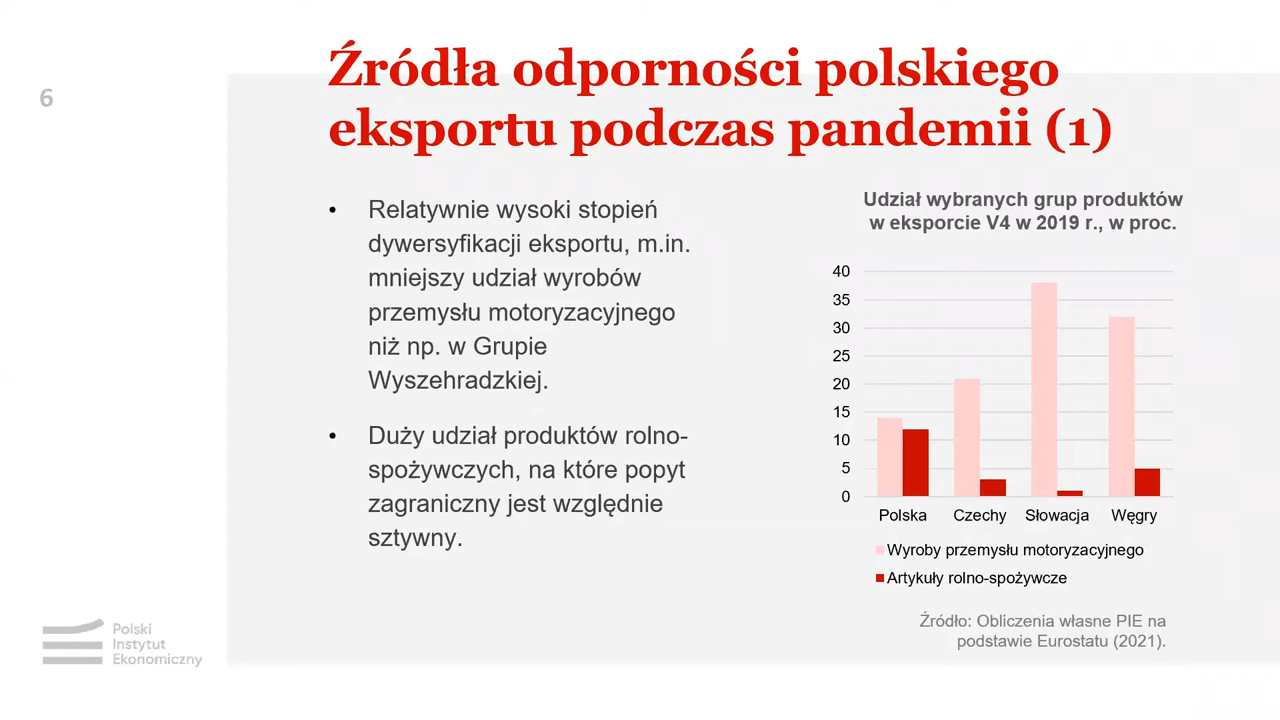 6
Źródła odporności polskiego
eksportu podczas pandemii (1)
• Relatywnie wysoki stopień
dywersyfikacji eksportu, m.in.
mniejszy udział wyrobów
przemysłu motoryzacyjnego
niż np. w Grupie
Wyszehradzkiej.
• Duży udział produktów rolno-
spożywczych, na które popyt
zagraniczny jest względnie
sztywny.
Udział wybranych grup produktów
w eksporcie V4 w 2019 r., w proc.
40
35
30
25
20
15
10
5
0
Polska Czechy Słowacja Węgry
Wyroby przemysłu motoryzacyjnego
Artykuły rolno-spożywcze
Źródło: Obliczenia własne PIE na
podstawie Eurostatu (2021).
Polski
Instytut
Ekonomiczny